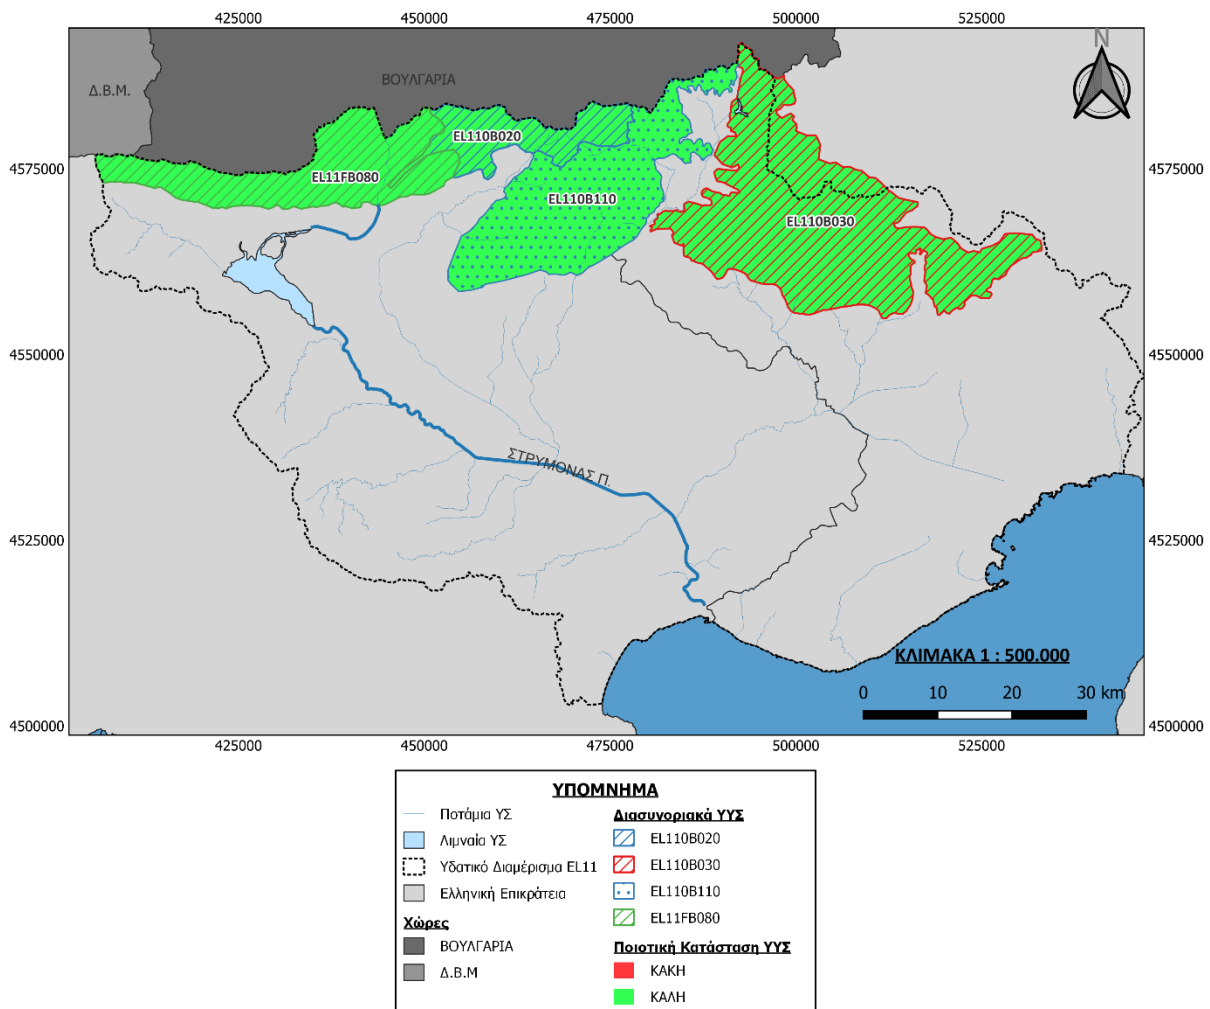 425000 450000 475000 500000 525000
N
ΒΟΥΛΓΑΡΙΑ
Δ.Β.Μ.
EL110B020
4575000 4575000
EL11FB080
EL110B110
EL110B030
4550000 4550000
ΣΤΡΥΜΟΝΑΣ Π.
4525000 4525000
ΚΛΙΜΑΚΑ 1 : 500.000
0 10 20 30 km
4500000 4500000
425000 450000 475000 500000 525000
ΥΠΟΜΝΗΜΑ
Ποτάμια ΥΣ
Λιμναία ΥΣ
Υδατικό Διαμέρισμα EL11
Ελληνική Επικράτεια
Χώρες
ΒΟΥΛΓΑΡΙΑ
Δ.Β.Μ
Διασυνοριακά ΥΥΣ
EL110B020
EL110B030
EL110B110
EL11FB080
Ποιοτική Κατάσταση ΥΥΣ
ΚΑΚΗ
ΚΑΛΗ